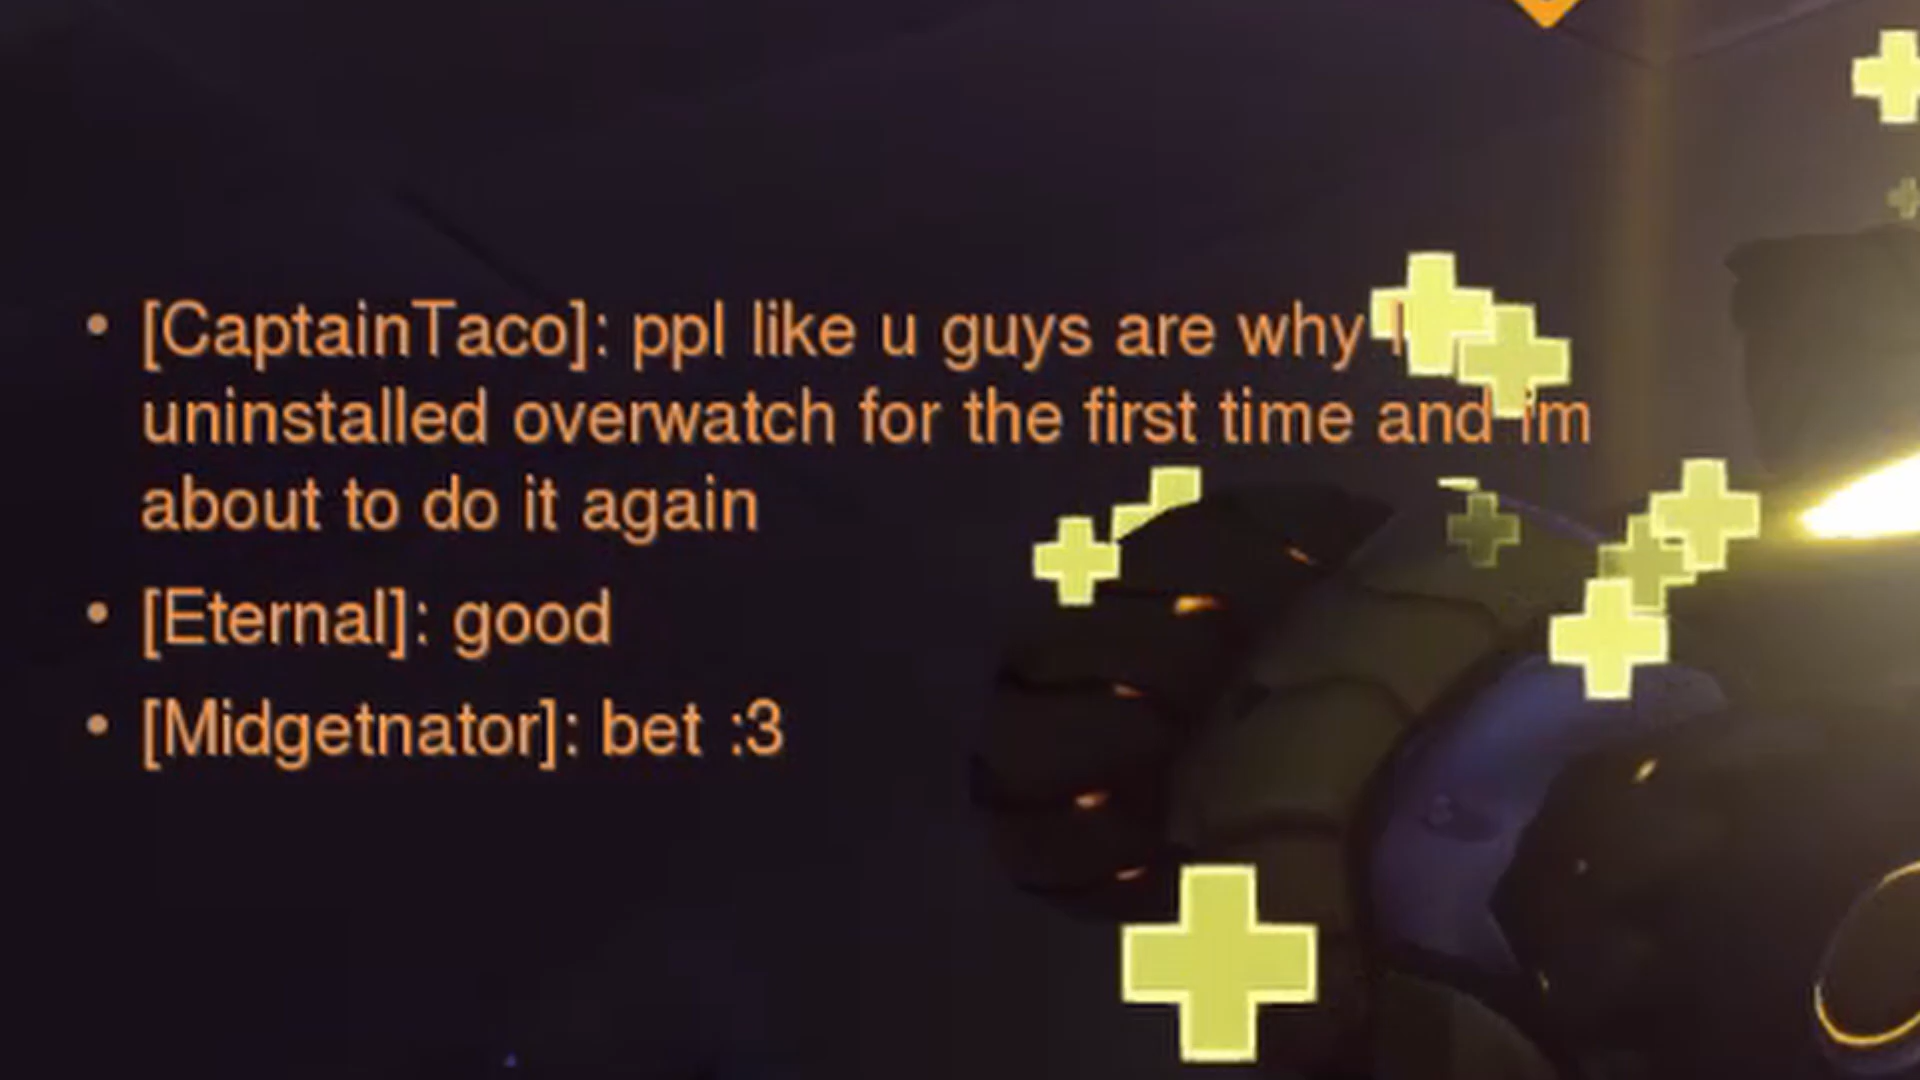 • [CaptainTaco]: ppl like u guys are why I
uninstalled overwatch for the first time and im
about to do it again
• [Eternal]: good
• [Midgetnator]: bet :3